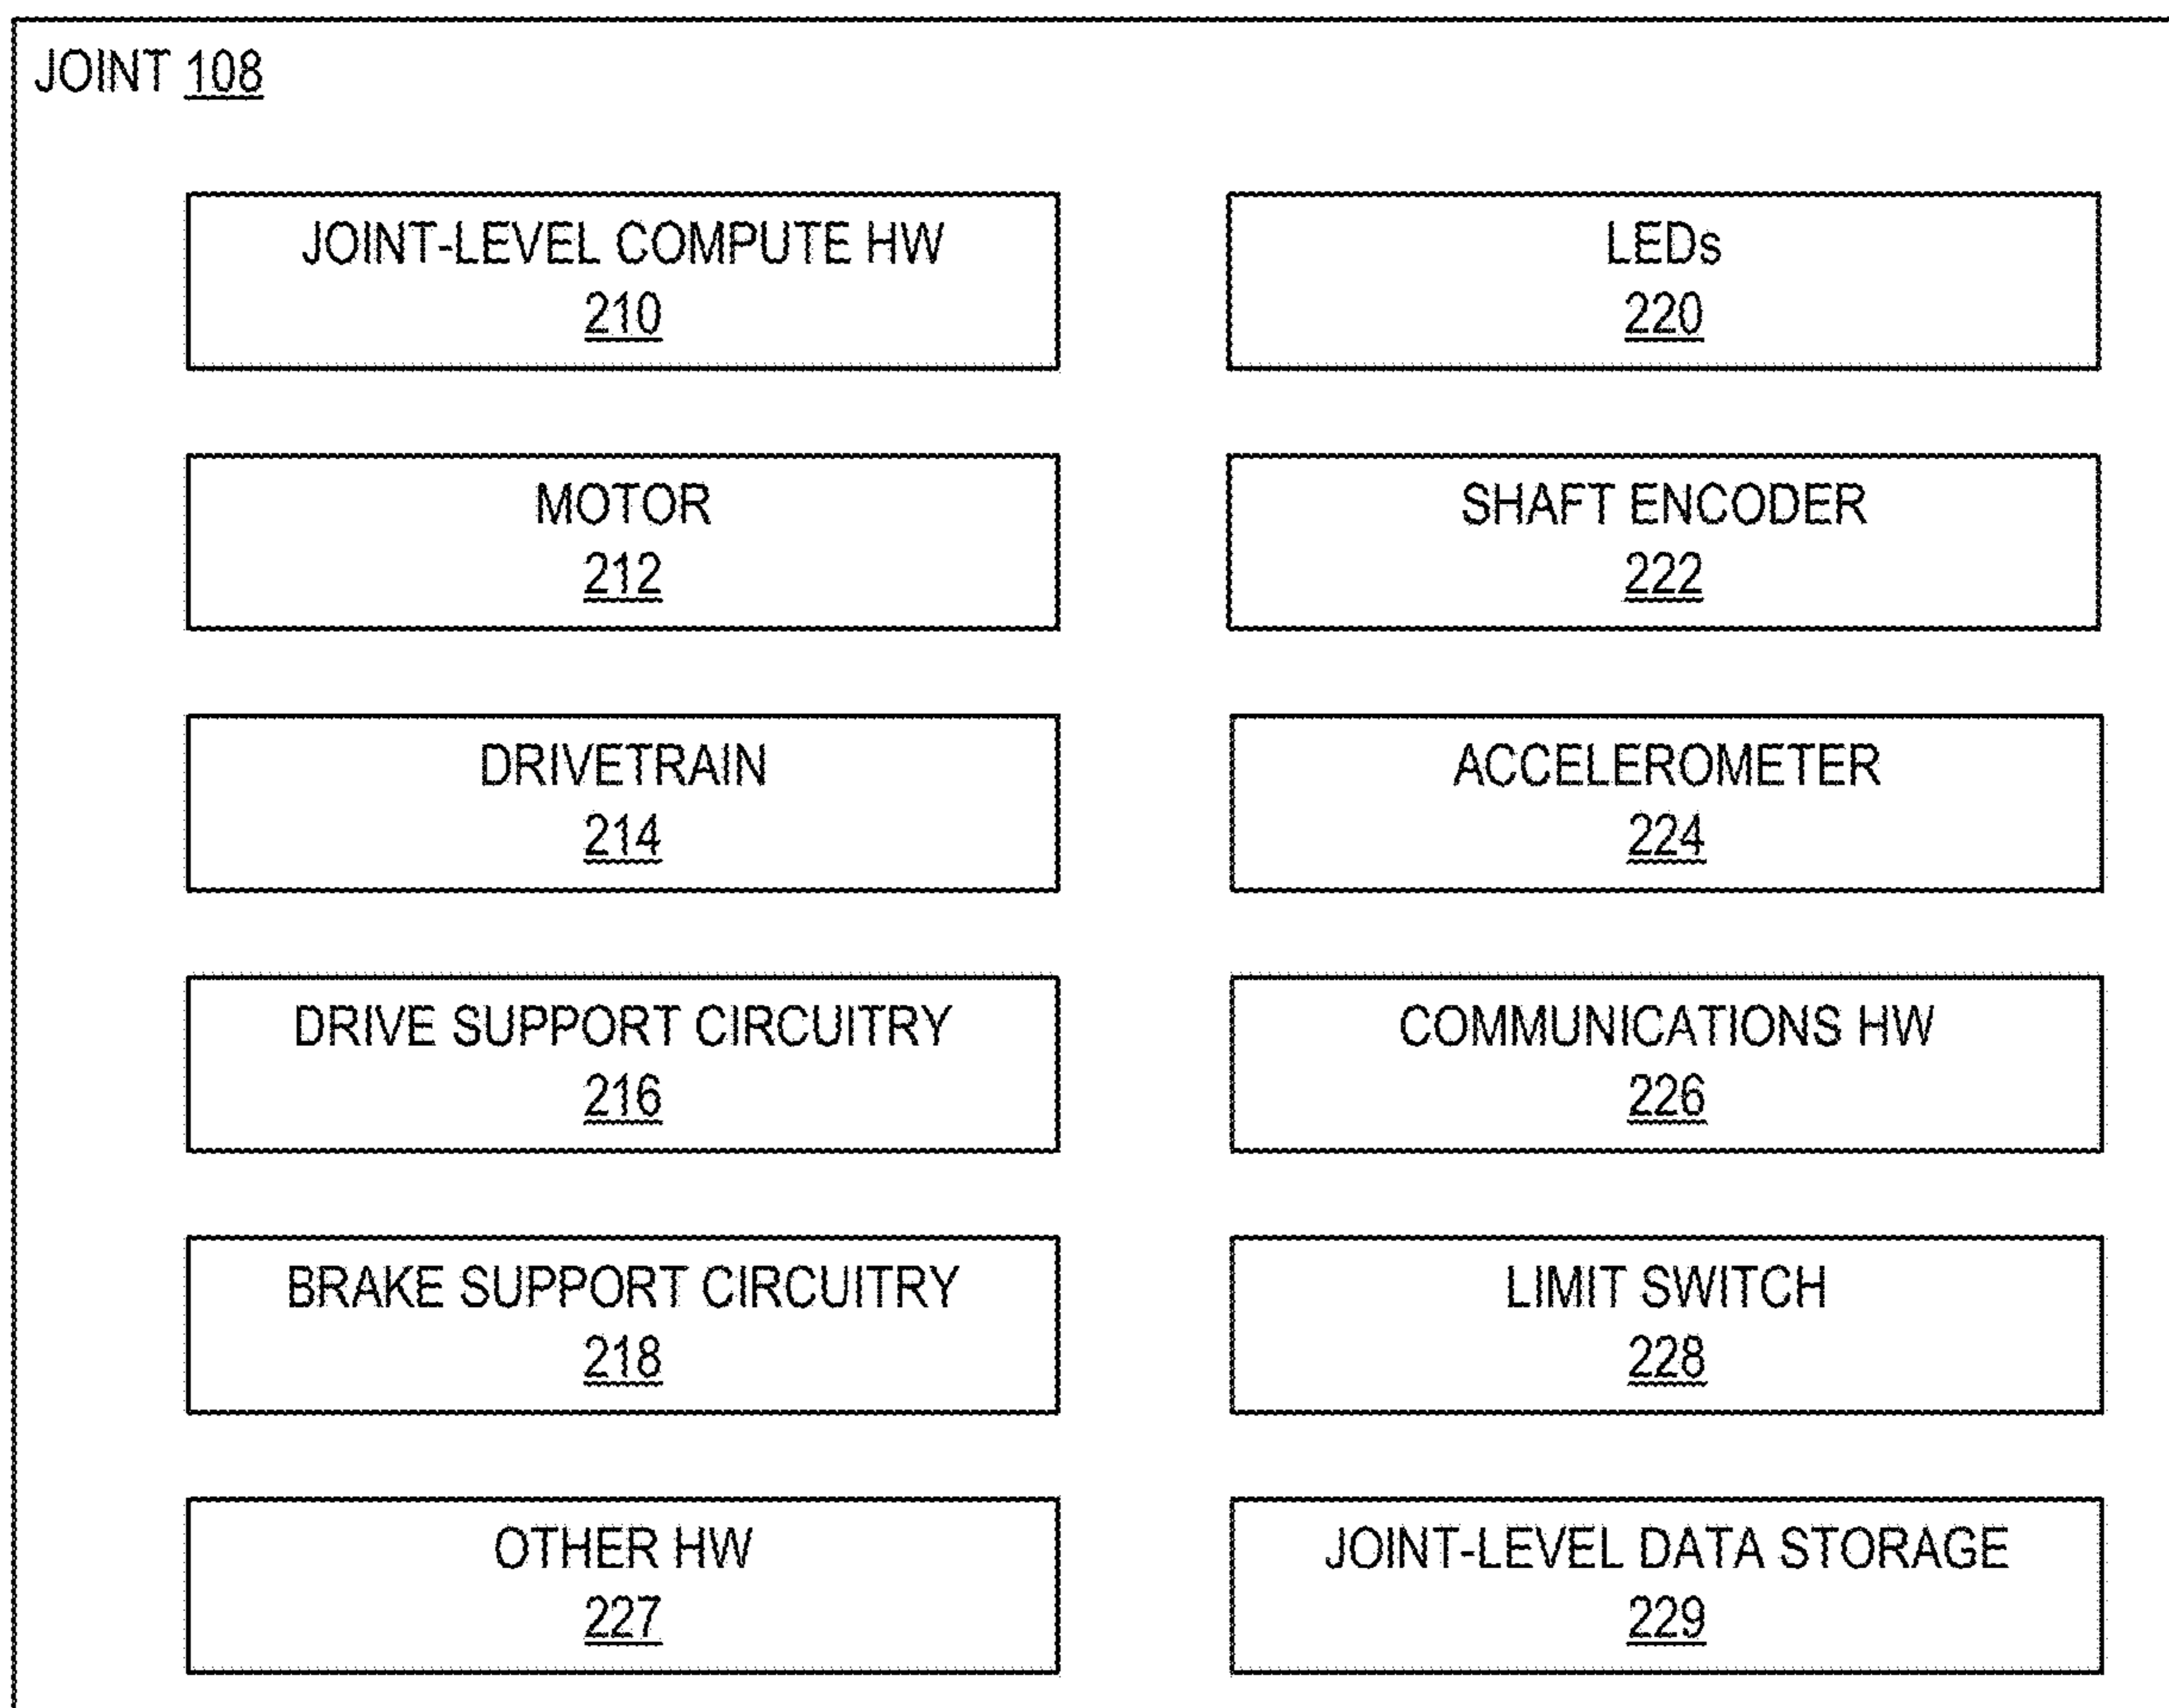 JOINT 108
JOINT-LEVEL COMPUTE HW
210
LEDs
220
MOTOR
212
SHAFT ENCODER
222
DRIVETRAIN
214
ACCELEROMETER
224
DRIVE SUPPORT CIRCUITRY
216
COMMUNICATIONS HW
226
BRAKE SUPPORT CIRCUITRY
218
LIMIT SWITCH
228
OTHER HW
227
JOINT-LEVEL DATA STORAGE
229